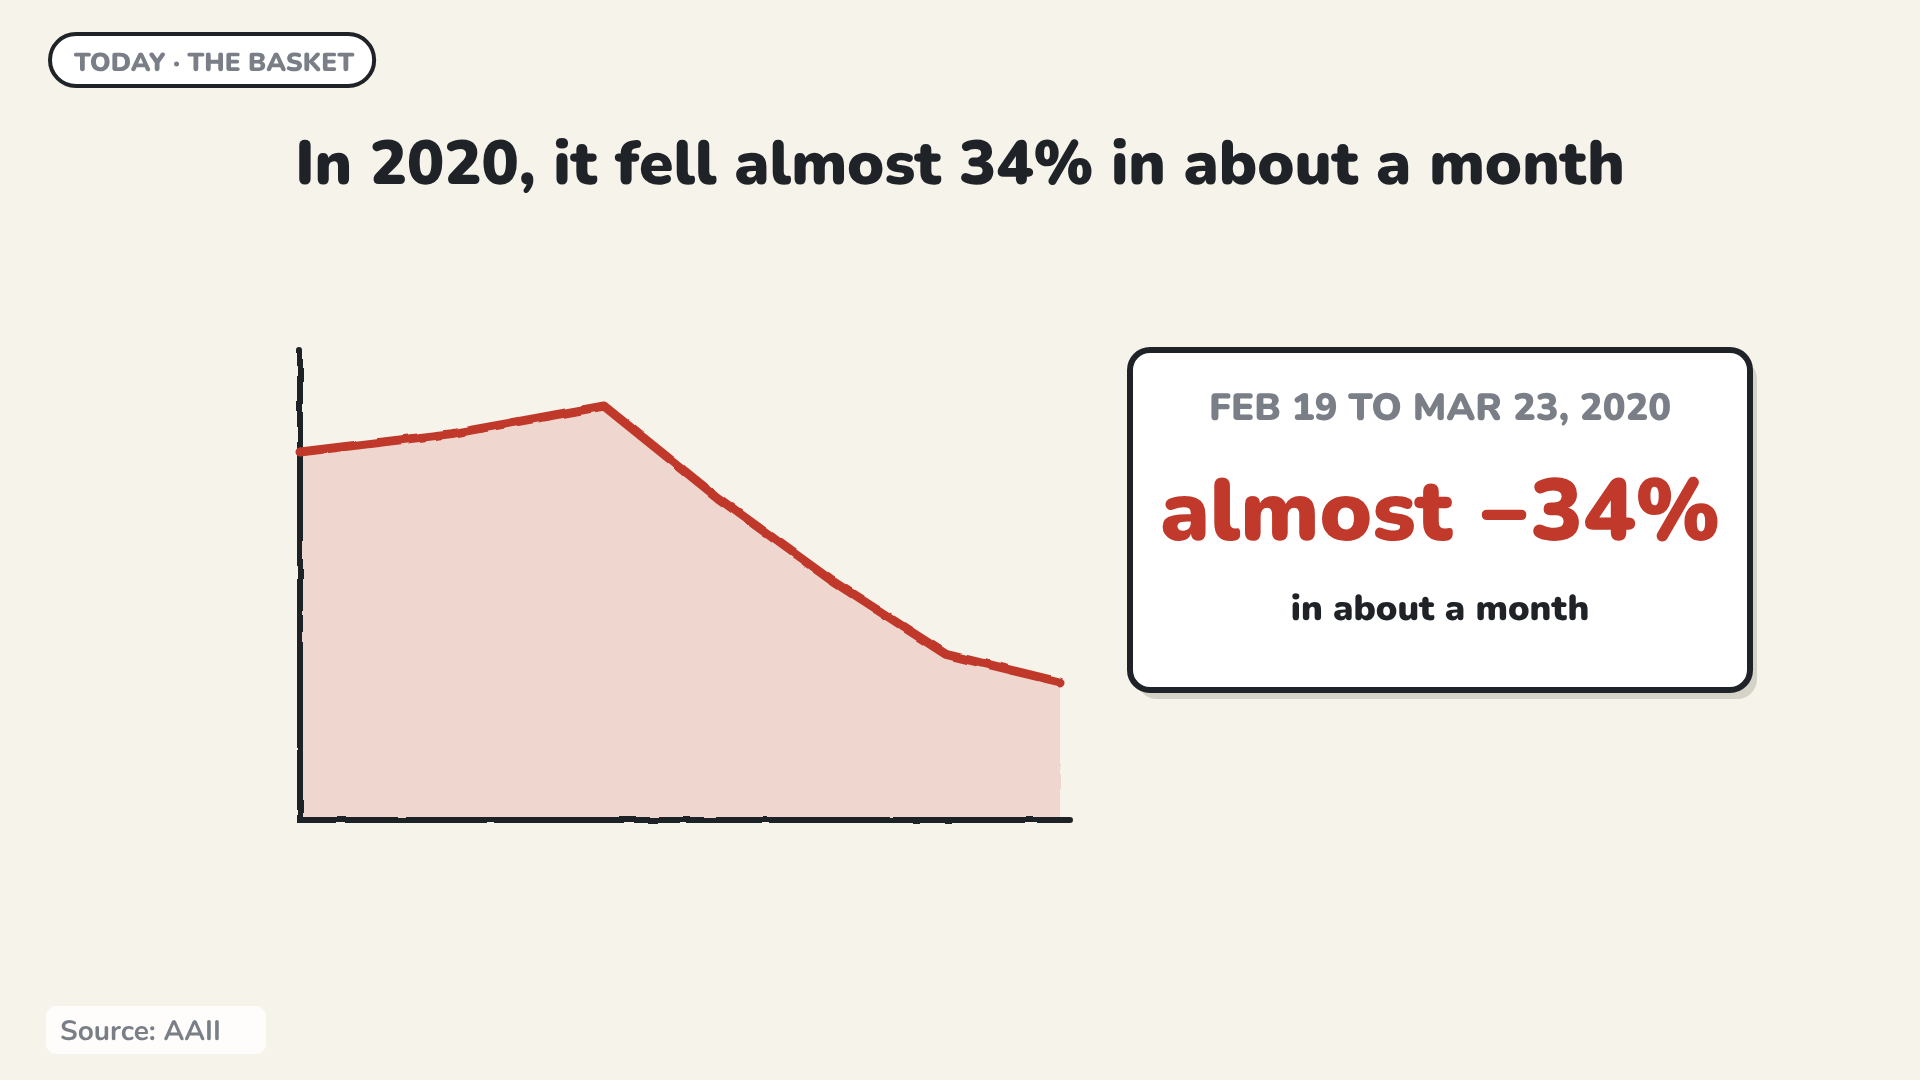 TODAY · THE BASKET
In 2020, it fell almost 34% in about a month
FEB 19 TO MAR 23, 2020
almost –34%
in about a month
Source: AAII